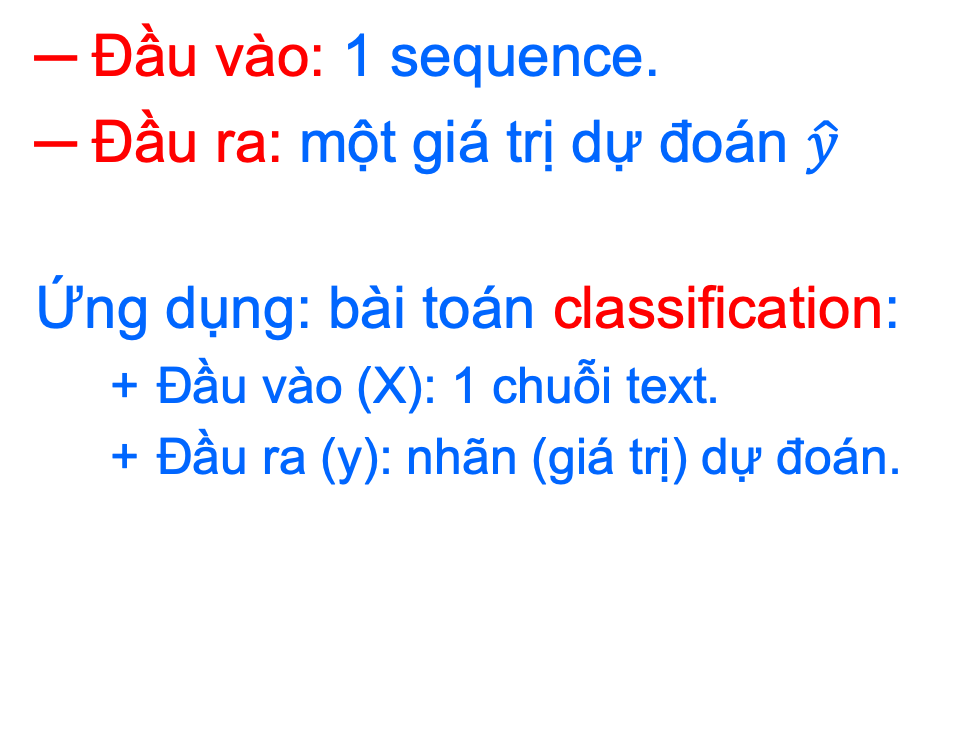 — Đầu vào: 1 sequence.
— Đầu ra: một giá trị dự đoán ŷ
Ứng dụng: bài toán classification:
+ Đầu vào (X): 1 chuỗi text.
+ Đầu ra (y): nhãn (giá trị) dự đoán.